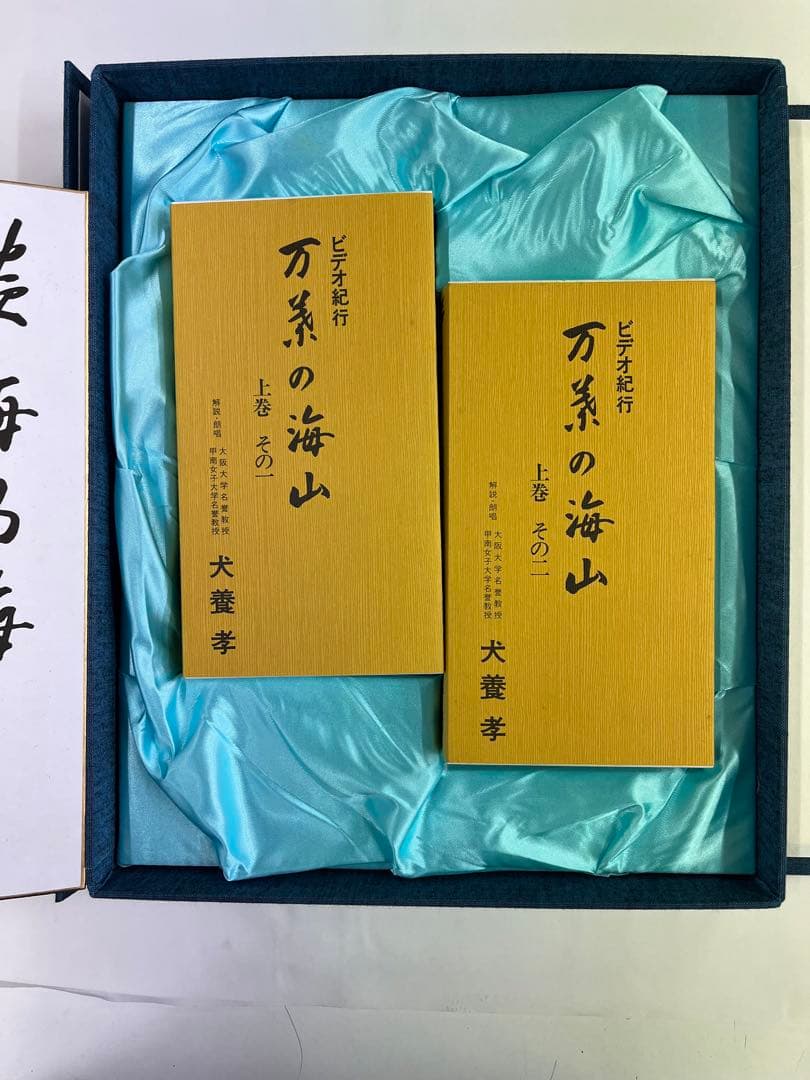 ビデオ紀行
万葉の海山
上巻 その一
解説・朗唱
大阪大学名誉教授
甲南女子大学名誉教授
犬養孝
ビデオ紀行
万葉の海山
上巻 その二
解説・朗唱
大阪大学名誉教授
甲南女子大学名誉教授
犬養孝